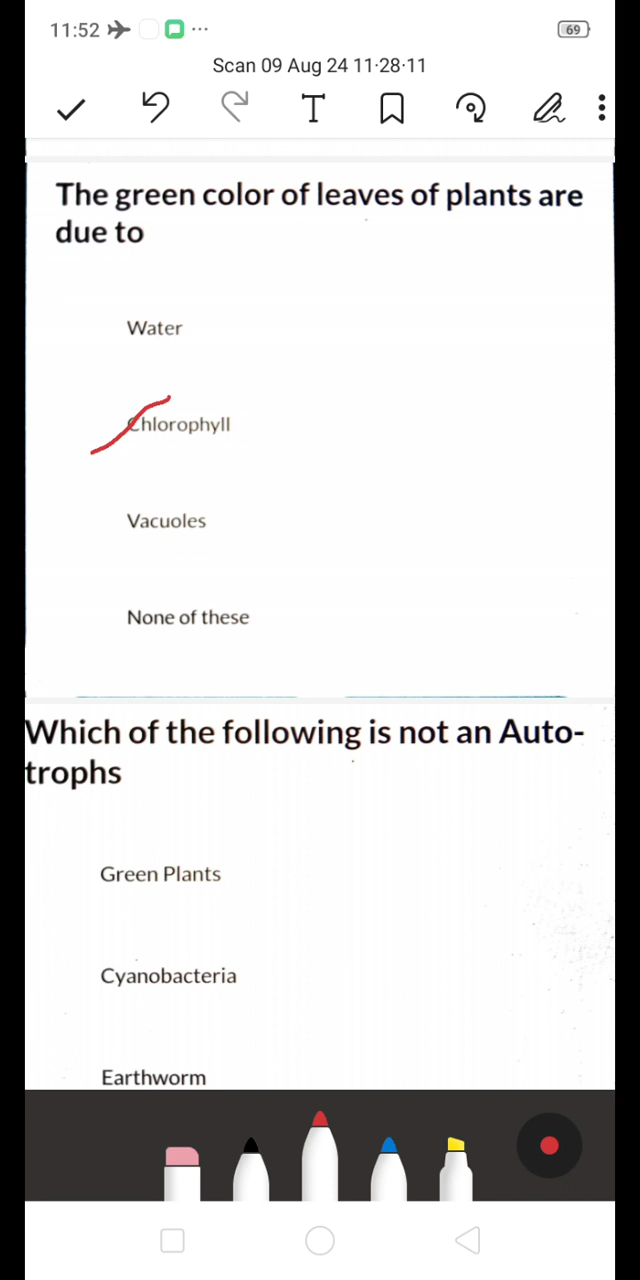 11:52
69
Scan 09 Aug 24 11·28·11
T
The green color of leaves of plants are
due to
Water
Chlorophyll
Vacuoles
None of these
Which of the following is not an Auto-
trophs
Green Plants
Cyanobacteria
Earthworm